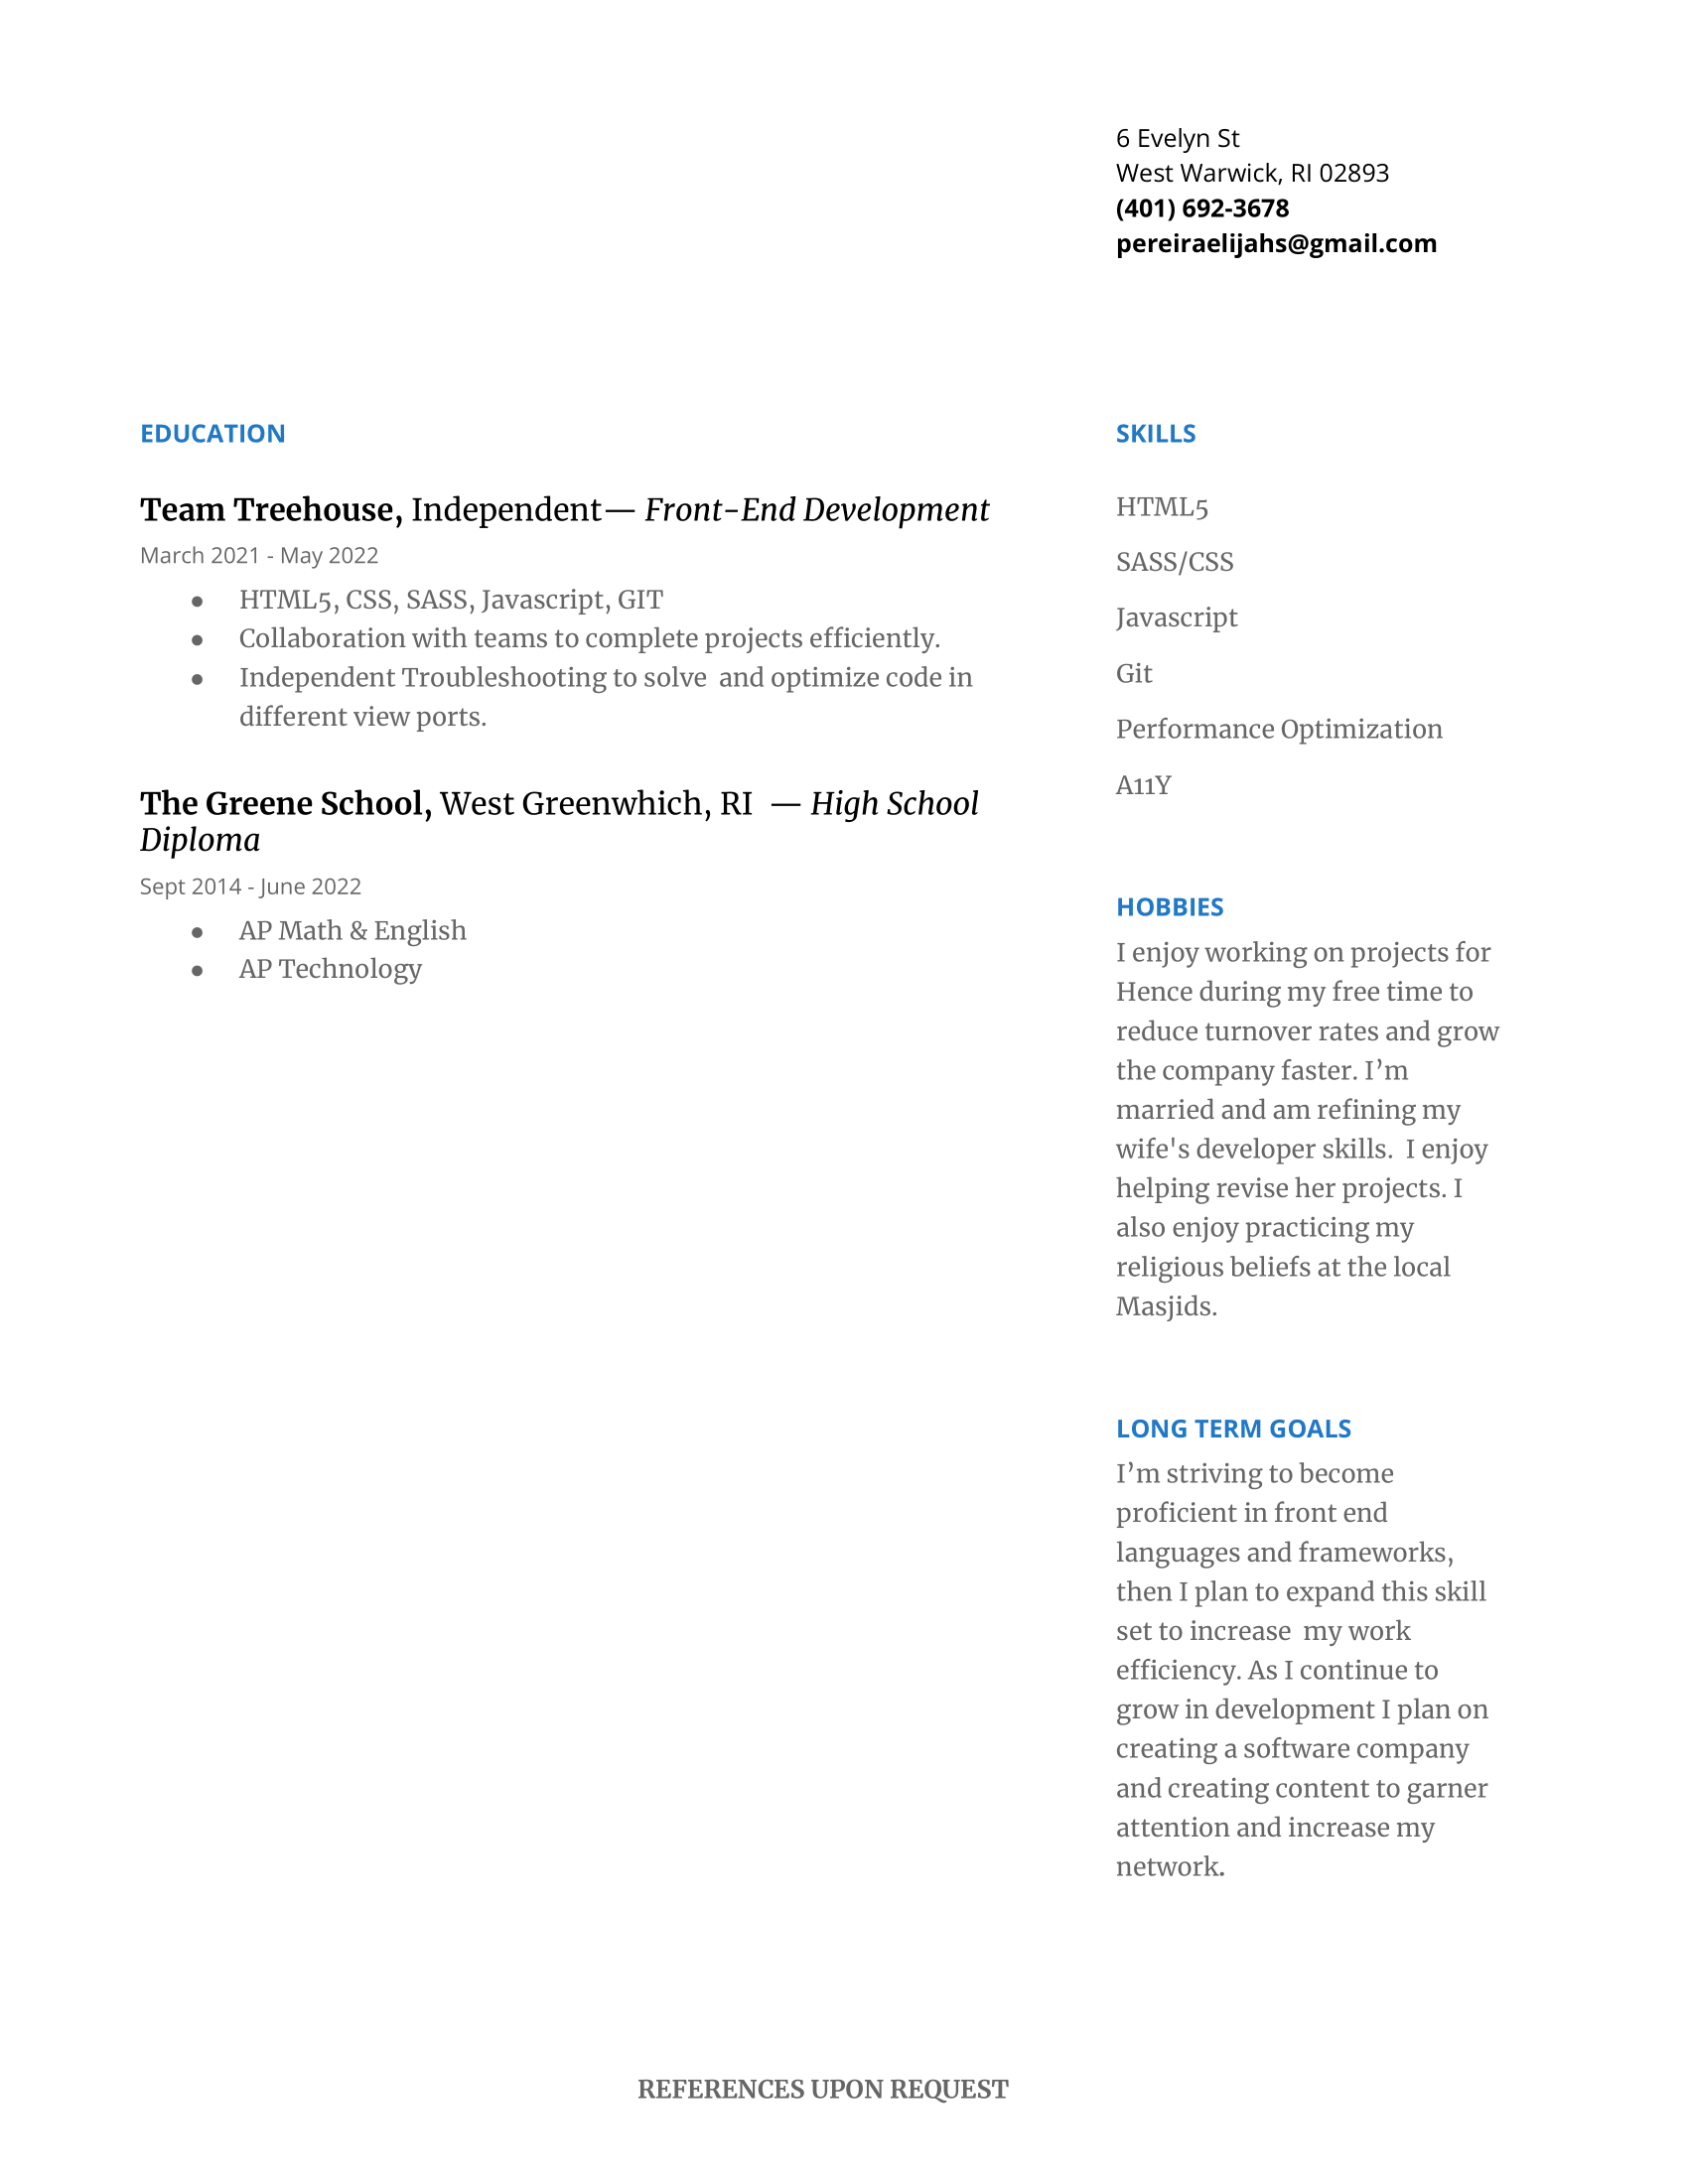 6 Evelyn St
West Warwick, RI 02893
(401) 692-3678
pereiraelijahs@gmail.com
EDUCATION
Team Treehouse, Independent— Front-End Development
March 2021 - May 2022
● HTML5, CSS, SASS, Javascript, GIT
● Collaboration with teams to complete projects efficiently.
● Independent Troubleshooting to solve  and optimize code in
different view ports.
The Greene School, West Greenwhich, RI  — High School
Diploma
Sept 2014 - June 2022
● AP Math & English
● AP Technology
SKILLS
HTML5
SASS/CSS
Javascript
Git
Performance Optimization
A11Y
HOBBIES
I enjoy working on projects for
Hence during my free time to
reduce turnover rates and grow
the company faster. I’m
married and am refining my
wife's developer skills.  I enjoy
helping revise her projects. I
also enjoy practicing my
religious beliefs at the local
Masjids.
LONG TERM GOALS
I’m striving to become
proficient in front end
languages and frameworks,
then I plan to expand this skill
set to increase  my work
efficiency. As I continue to
grow in development I plan on
creating a software company
and creating content to garner
attention and increase my
network.
REFERENCES UPON REQUEST